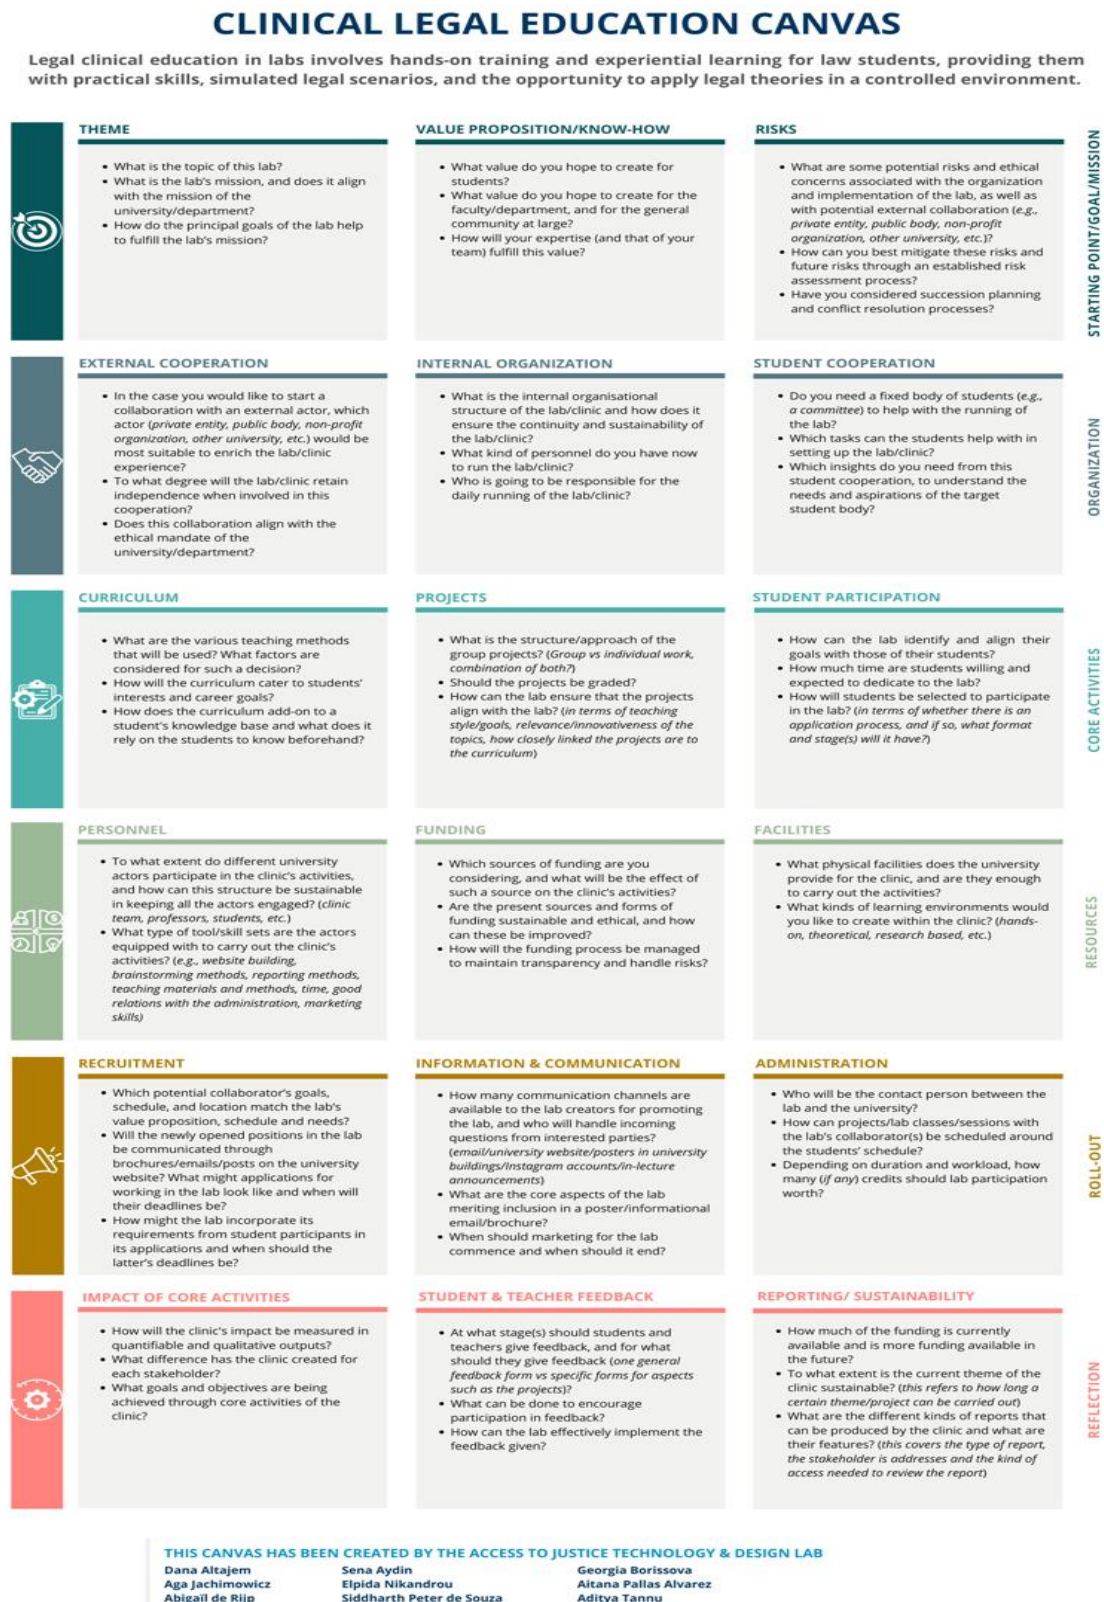 CLINICAL LEGAL EDUCATION CANVAS
Legal clinical education in labs involves hands-on training and experiential learning for law students, providing them
with practical skills, simulated legal scenarios, and the opportunity to apply legal theories in a controlled environment.
STARTING POINT/GOAL/MISSION
THEME
• What is the topic of this lab?
• What is the lab's mission, and does it align
with the mission of the
university/department?
• How do the principal goals of the lab help
to fulfill the lab's mission?
VALUE PROPOSITION/KNOW-HOW
• What value do you hope to create for
students?
• What value do you hope to create for the
faculty/department, and for the general
community at large?
• How will your expertise (and that of your
team) fulfill this value?
RISKS
• What are some potential risks and ethical
concerns associated with the organization
and implementation of the lab, as well as
with potential external collaboration (e.g.,
private entity, public body, non-profit
organization, other university, etc.)?
• How can you best mitigate these risks and
future risks through an established risk
assessment process?
• Have you considered succession planning
and conflict resolution processes?
ORGANIZATION
EXTERNAL COOPERATION
• In the case you would like to start a
collaboration with an external actor, which
actor (private entity, public body, non-profit
organization, other university, etc.) would be
most suitable to enrich the lab/clinic
experience?
• To what degree will the lab/clinic retain
independence when involved in this
cooperation?
• Does this collaboration align with the
ethical mandate of the
university/department?
INTERNAL ORGANIZATION
• What is the internal organisational
structure of the lab/clinic and how does it
ensure the continuity and sustainability of
the lab/clinic?
• What kind of personnel do you have now
to run the lab/clinic?
• Who is going to be responsible for the
daily running of the lab/clinic?
STUDENT COOPERATION
• Do you need a fixed body of students (e.g.,
a committee) to help with the running of
the lab?
• Which tasks can the students help with in
setting up the lab/clinic?
• Which insights do you need from this
student cooperation, to understand the
needs and aspirations of the target
student body?
CORE ACTIVITIES
CURRICULUM
• What are the various teaching methods
that will be used? What factors are
considered for such a decision?
• How will the curriculum cater to students'
interests and career goals?
• How does the curriculum add-on to a
student's knowledge base and what does it
rely on the students to know beforehand?
PROJECTS
• What is the structure/approach of the
group projects? (Group vs individual work,
combination of both?)
• Should the projects be graded?
• How can the lab ensure that the projects
align with the lab? (in terms of teaching
style/goals, relevance/innovativeness of the
topics, how closely linked the projects are to
the curriculum)
STUDENT PARTICIPATION
• How can the lab identify and align their
goals with those of their students?
• How much time are students willing and
expected to dedicate to the lab?
• How will students be selected to participate
in the lab? (in terms of whether there is an
application process, and if so, what format
and stage(s) will it have?)
RESOURCES
PERSONNEL
• To what extent do different university
actors participate in the clinic's activities,
and how can this structure be sustainable
in keeping all the actors engaged? (clinic
team, professors, students, etc.)
• What type of tool/skill sets are the actors
equipped with to carry out the clinic's
activities? (e.g., website building,
brainstorming methods, reporting methods,
teaching materials and methods, time, good
relations with the administration, marketing
skills)
FUNDING
• Which sources of funding are you
considering, and what will be the effect of
such a source on the clinic's activities?
• Are the present sources and forms of
funding sustainable and ethical, and how
can these be improved?
• How will the funding process be managed
to maintain transparency and handle risks?
FACILITIES
• What physical facilities does the university
provide for the clinic, and are they enough
to carry out the activities?
• What kinds of learning environments would
you like to create within the clinic? (hands-
on, theoretical, research based, etc.)
ROLL-OUT
RECRUITMENT
• Which potential collaborator's goals,
schedule, and location match the lab's
value proposition, schedule and needs?
• Will the newly opened positions in the lab
be communicated through
brochures/emails/posts on the university
website? What might applications for
working in the lab look like and when will
their deadlines be?
• How might the lab incorporate its
requirements from student participants in
its applications and when should the
latter's deadlines be?
INFORMATION & COMMUNICATION
• How many communication channels are
available to the lab creators for promoting
the lab, and who will handle incoming
questions from interested parties?
(email/university website/posters in university
buildings/Instagram accounts/in-lecture
announcements)
• What are the core aspects of the lab
meriting inclusion in a poster/informational
email/brochure?
• When should marketing for the lab
commence and when should it end?
ADMINISTRATION
• Who will be the contact person between the
lab and the university?
• How can projects/lab classes/sessions with
the lab's collaborator(s) be scheduled around
the students' schedule?
• Depending on duration and workload, how
many (if any) credits should lab participation
worth?
REFLECTION
IMPACT OF CORE ACTIVITIES
• How will the clinic's impact be measured in
quantifiable and qualitative outputs?
• What difference has the clinic created for
each stakeholder?
• What goals and objectives are being
achieved through core activities of the
clinic?
STUDENT & TEACHER FEEDBACK
• At what stage(s) should students and
teachers give feedback, and for what
should they give feedback (one general
feedback form vs specific forms for aspects
such as the projects)?
• What can be done to encourage
participation in feedback?
• How can the lab effectively implement the
feedback given?
REPORTING/ SUSTAINABILITY
• How much of the funding is currently
available and is more funding available in
the future?
• To what extent is the current theme of the
clinic sustainable? (this refers to how long a
certain theme/project can be carried out)
• What are the different kinds of reports that
can be produced by the clinic and what are
their features? (this covers the type of report,
the stakeholder is addresses and the kind of
access needed to review the report)
THIS CANVAS HAS BEEN CREATED BY THE ACCESS TO JUSTICE TECHNOLOGY & DESIGN LAB
Dana Altajem Sena Aydin Georgia Borissova
Aga Jachimowicz Elpida Nikandrou Aitana Pallas Alvarez
Abigaïl de Rijp Siddharth Peter de Souza Aditya Tannu